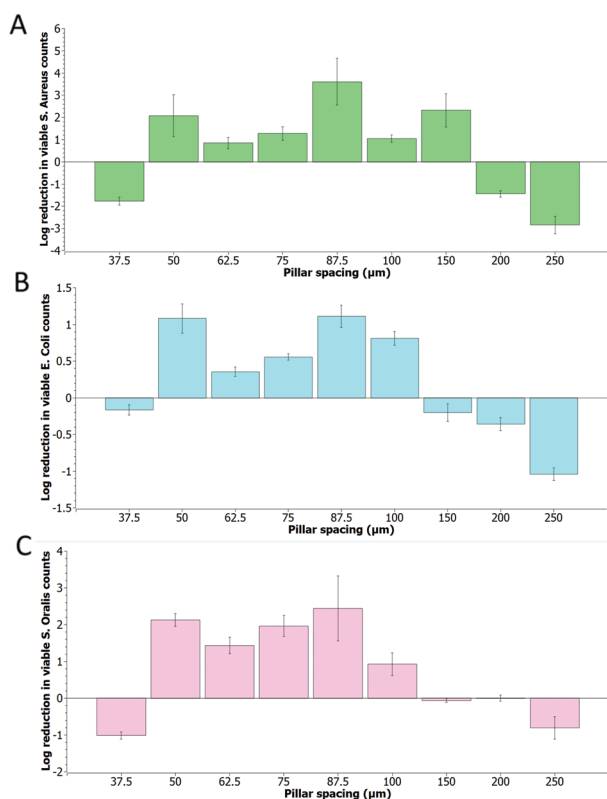 A
Log reduction in viable S. Aureus counts
6
5
4
3
2
1
0
-1
-2
-3
-4
37.5 50 62.5 75 87.5 100 150 200 250
Pillar spacing (µm)
B
Log reduction in viable E. Coli counts
1.5
1
0.5
0
-0.5
-1
-1.5
37.5 50 62.5 75 87.5 100 150 200 250
Pillar spacing (µm)
C
Log reduction in viable S. Oralis counts
4
3
2
1
0
-1
-2
37.5 50 62.5 75 87.5 100 150 200 250
Pillar spacing (µm)